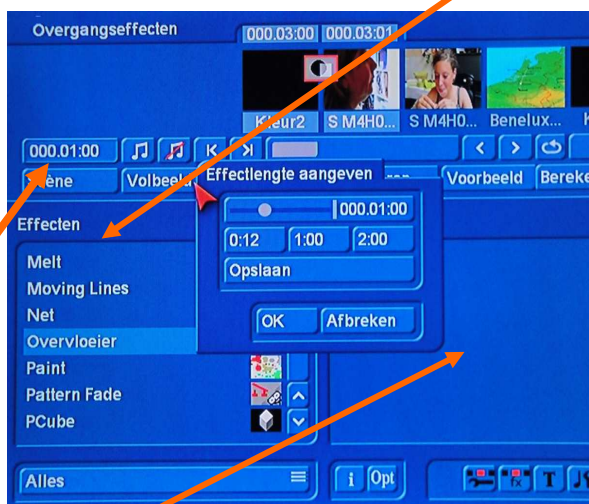 Overgangseffecten
000.03:00 000.03:01
Kleur2 S M4H0... S M4H0... Benelux...
000.01:00
Volbeeld Voorbeeld Bereke
Effectlengte aangeven
000.01:00
0:12 1:00 2:00
Opslaan
OK Afbreken
Effecten
Melt
Moving Lines
Net
Overvloeier
Paint
Pattern Fade
PCube
Alles
i Opt fx T